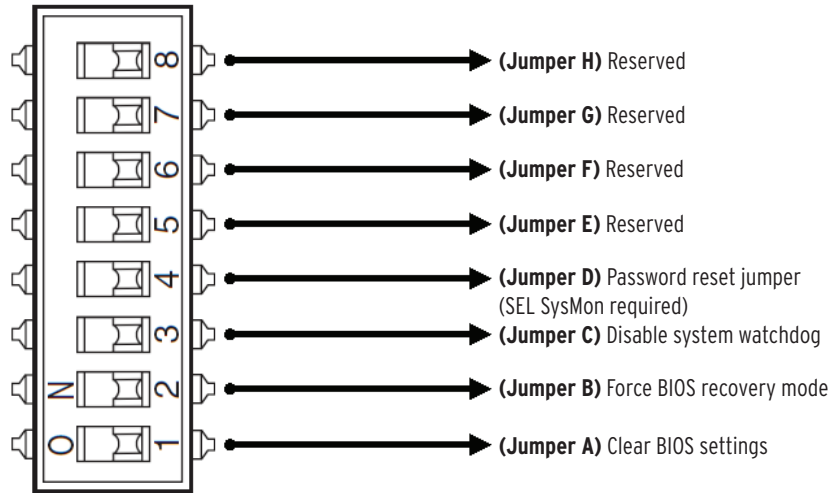 8 (Jumper H) Reserved
7 (Jumper G) Reserved
6 (Jumper F) Reserved
5 (Jumper E) Reserved
4 (Jumper D) Password reset jumper
(SEL SysMon required)
3 (Jumper C) Disable system watchdog
2 (Jumper B) Force BIOS recovery mode
1 (Jumper A) Clear BIOS settings
ON